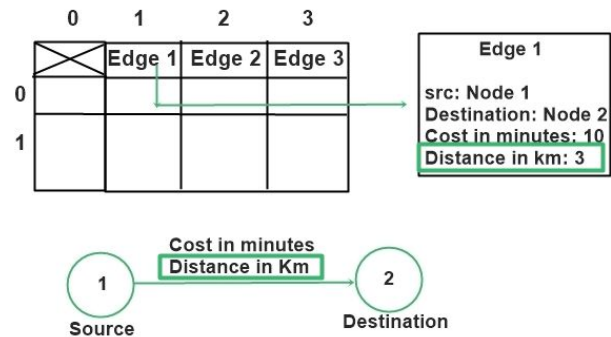 0 1 2 3
Edge 1 Edge 2 Edge 3
0
1
Edge 1
src: Node 1
Destination: Node 2
Cost in minutes: 10
Distance in km: 3
Cost in minutes
Distance in Km
1
2
Source
Destination